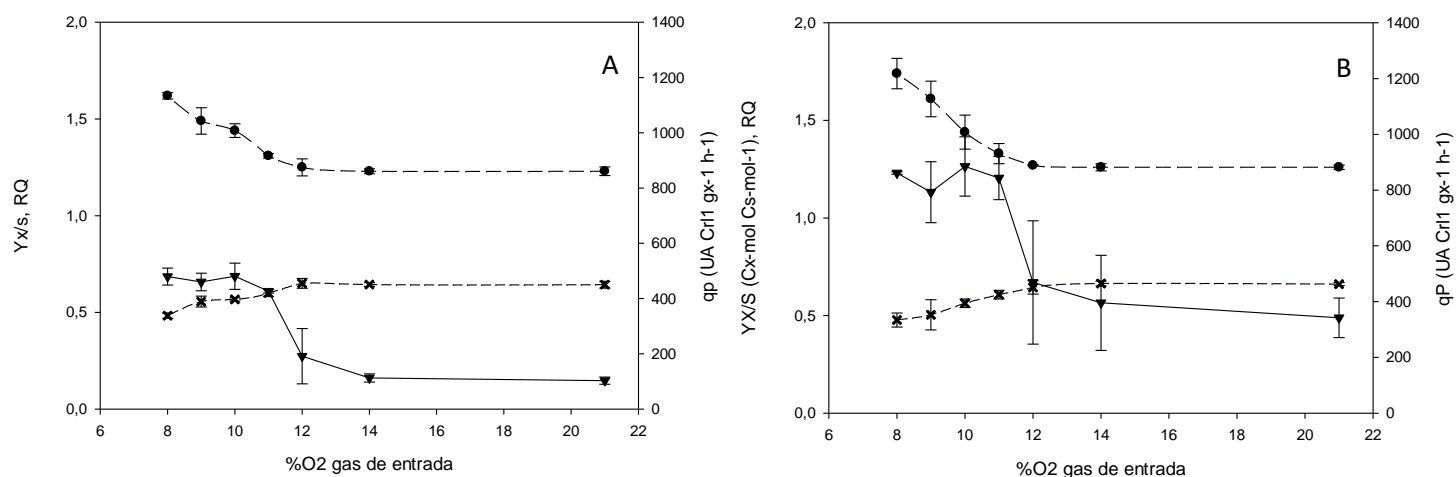 A
2,0
1,5
1,0
0,5
0,0
Yx/s, RQ
1400
1200
1000
800
600
400
200
0
qp (UA Crl1 gx-1 h-1)
6 8 10 12 14 16 18 20 22
%O2 gas de entrada
B
2,0
1,5
1,0
0,5
0,0
YX/S (Cx-mol Cs-mol-1), RQ
1400
1200
1000
800
600
400
200
0
qP (UA Crl1 gx-1 h-1)
6 8 10 12 14 16 18 20 22
%O2 gas de entrada